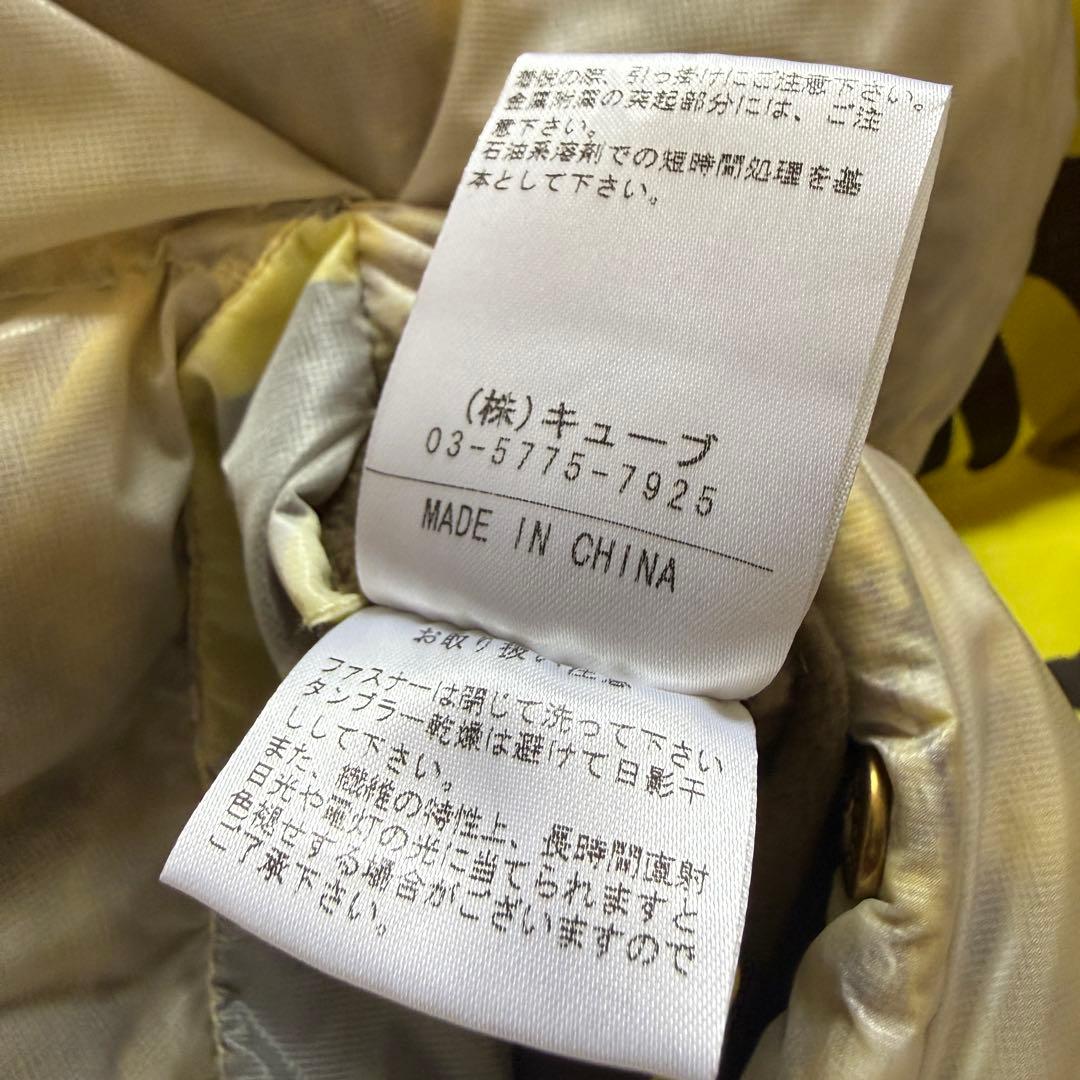 着脱の際、引っ掛けにご注意下さい。
金属附属の突起部分には、ご注
意下さい。
石油系溶剤での短時間処理を基
本として下さい。
(株)キューブ
03-5775-7925
MADE IN CHINA
お取り扱い注意
ファスナーは閉じて洗って下さい
タンブラー乾燥は避けて日影干
しして下さい。
また、繊維の特性上、長時間直射
日光や電灯の光に当てられますと
色褪せする場合がございますので
ご了承下さい。